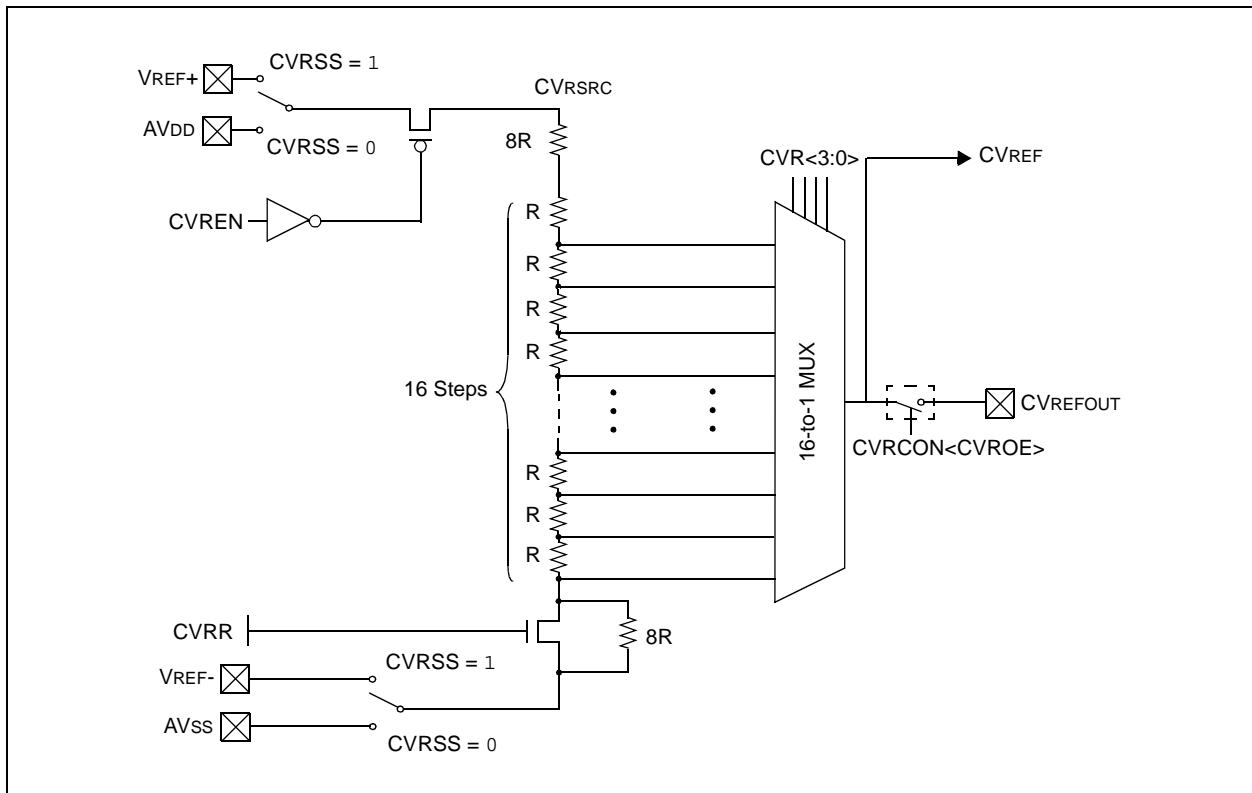 VREF+
CVRSS = 1
AVDD
CVRSS = 0
CVRSRC
8R
CVREN
R
R
R
R
16 Steps
R
R
R
CVR<3:0>
16-to-1 MUX
CVREF
CVREFOUT
CVRCON<CVROE>
CVRR
8R
VREF-
CVRSS = 1
AVSS
CVRSS = 0